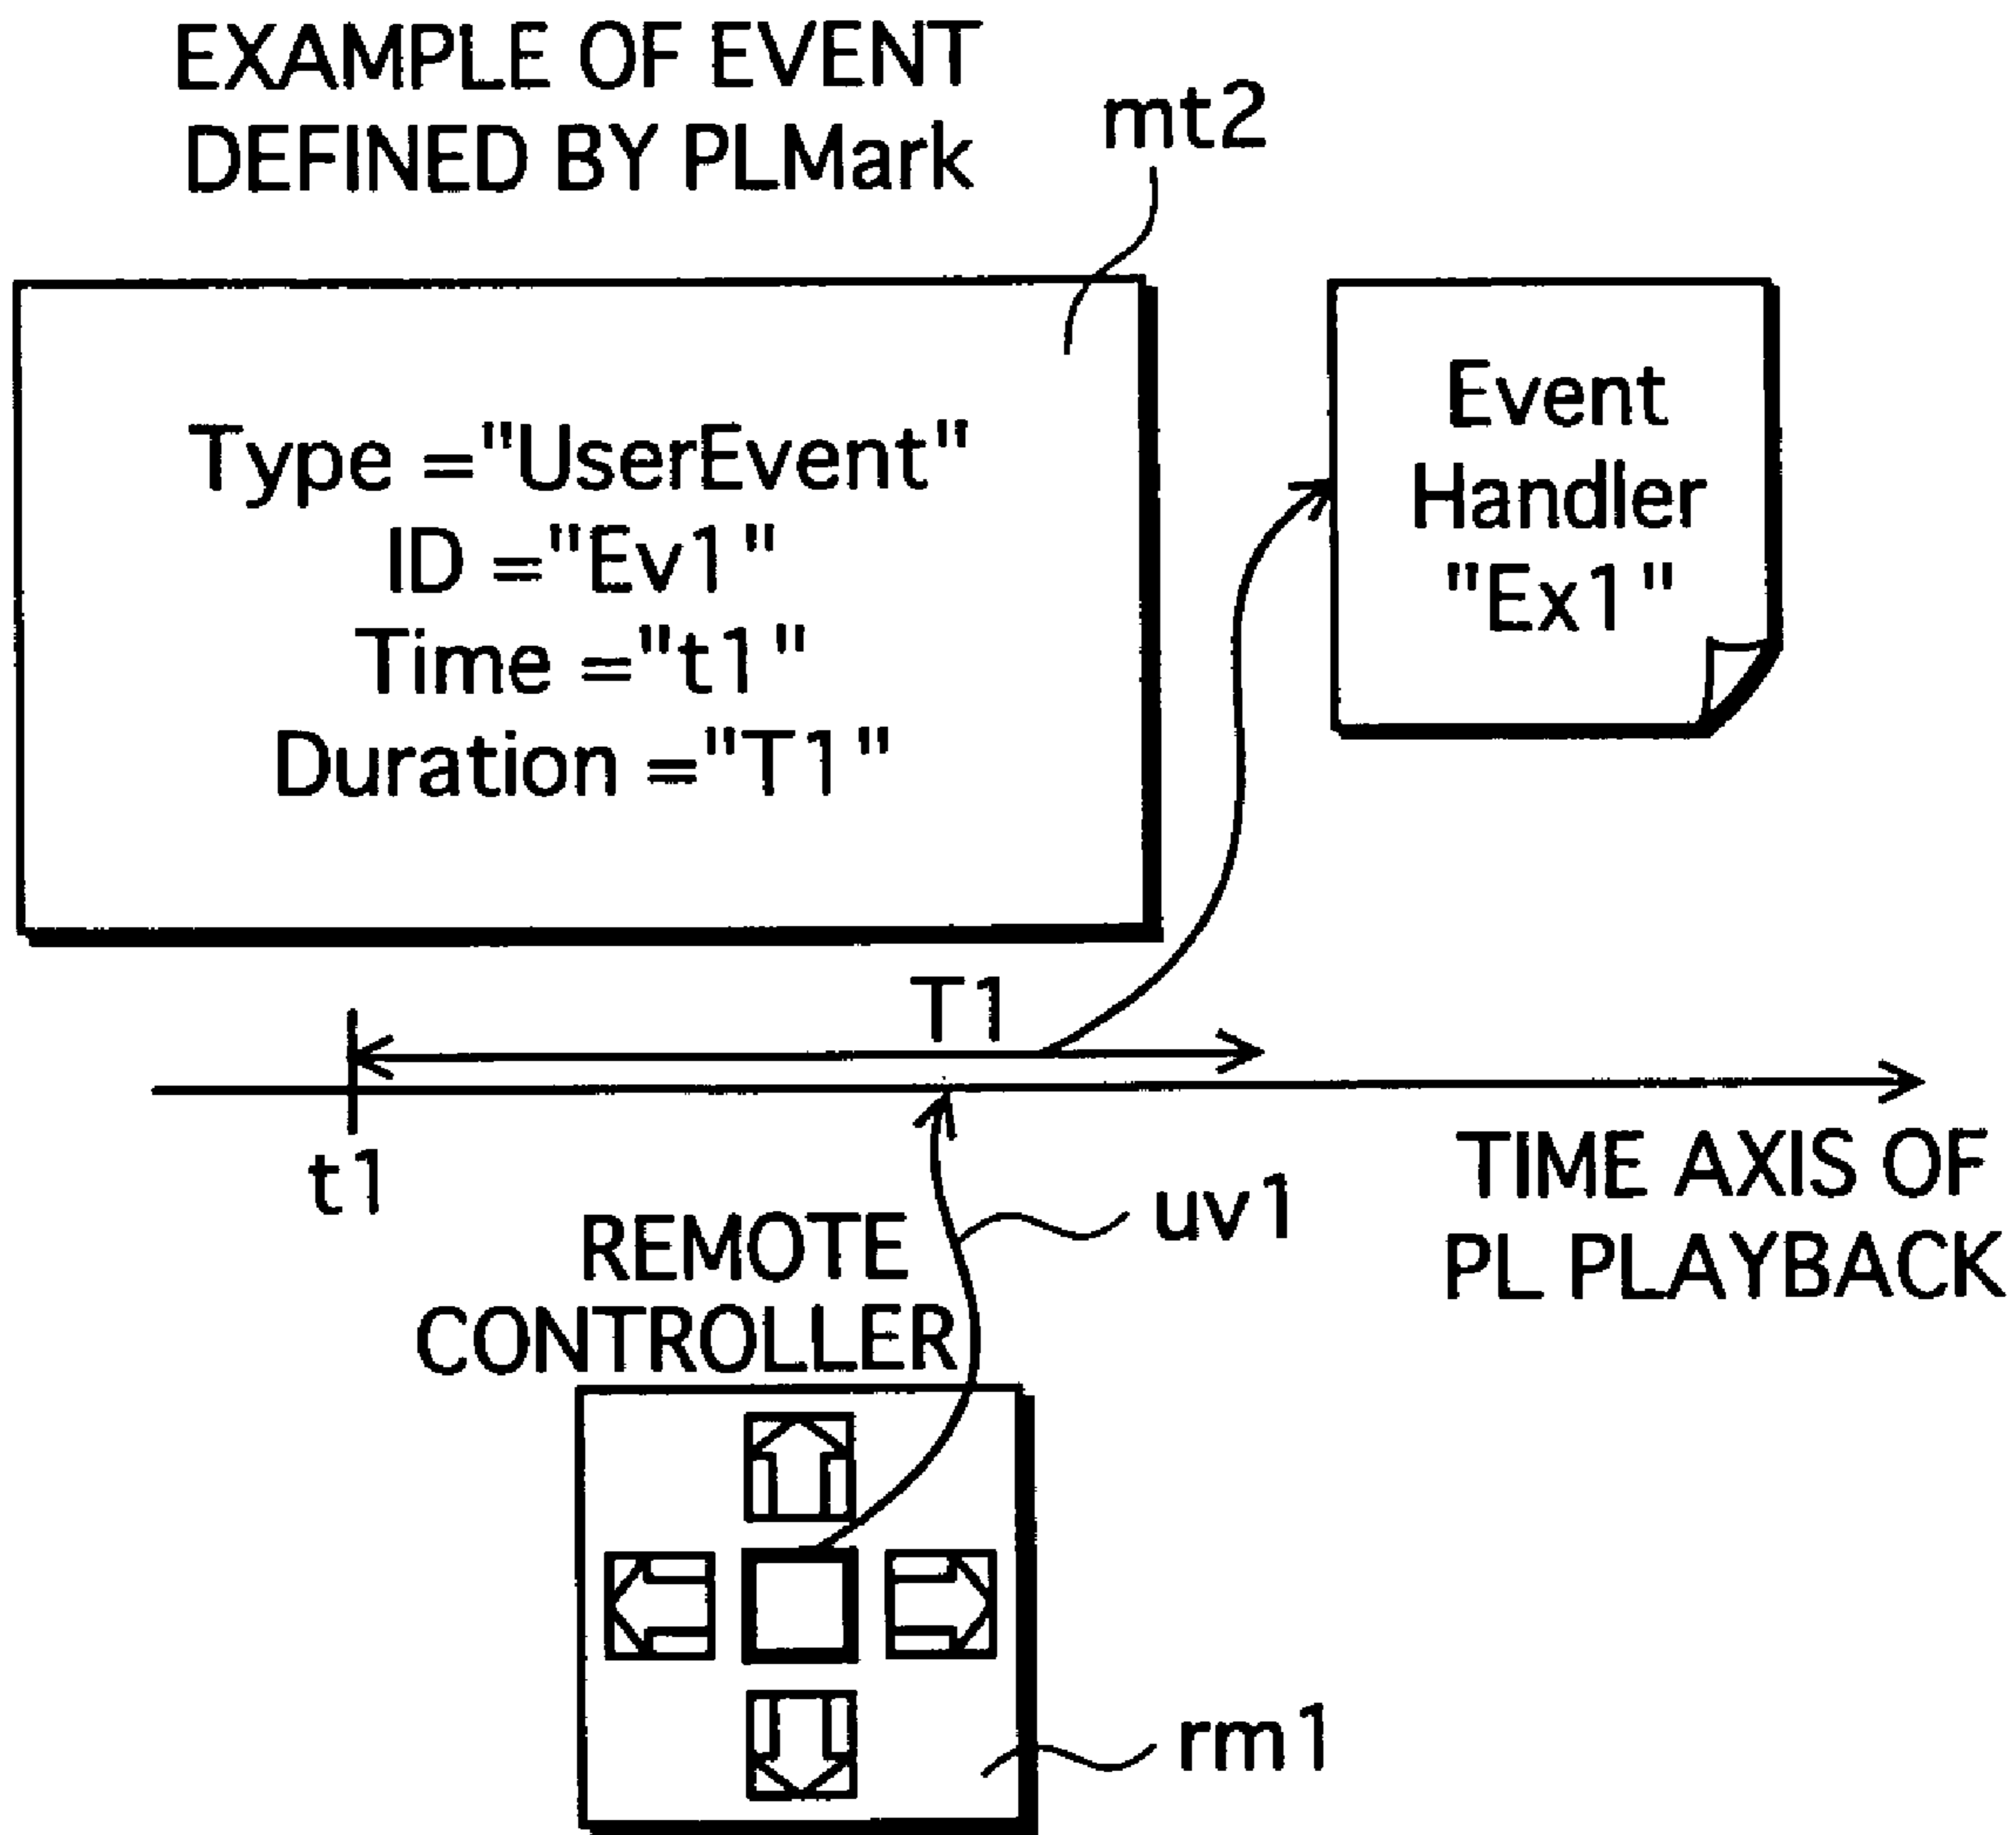 EXAMPLE OF EVENT
DEFINED BY PLMark
mt2
Type ="UserEvent"
ID ="Ev1"
Time ="t1"
Duration ="T1"
Event
Handler
"Ex1"
T1
t1
TIME AXIS OF
PL PLAYBACK
uv1
REMOTE
CONTROLLER
rm1